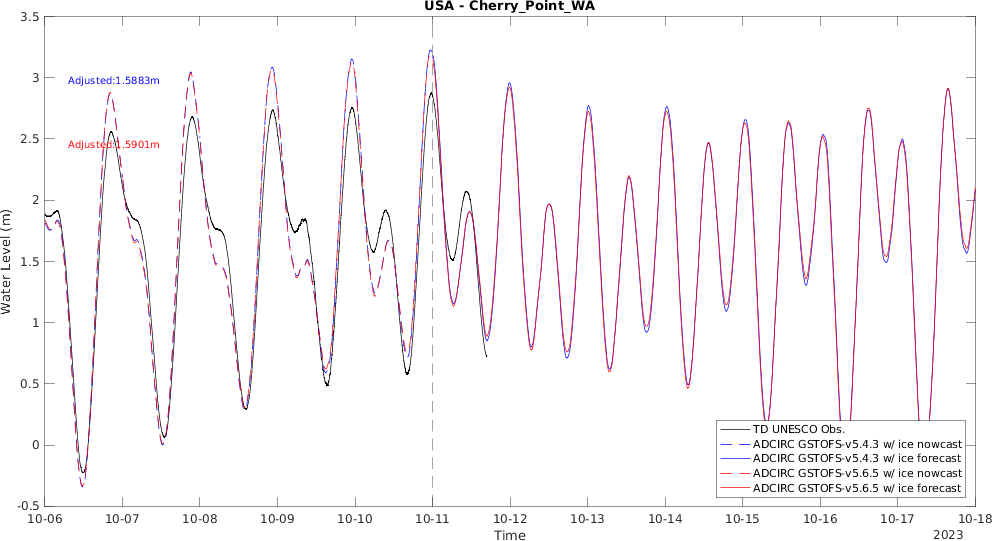 USA - Cherry_Point_WA
3.5
3
2.5
2
1.5
1
0.5
0
-0.5
Water Level (m)
Adjusted:1.5883m
Adjusted:1.5901m
TD UNESCO Obs.
ADCIRC GSTOFS-v5.4.3 w/ ice nowcast
ADCIRC GSTOFS-v5.4.3 w/ ice forecast
ADCIRC GSTOFS-v5.6.5 w/ ice nowcast
ADCIRC GSTOFS-v5.6.5 w/ ice forecast
10-06 10-07 10-08 10-09 10-10 10-11 10-12 10-13 10-14 10-15 10-16 10-17 10-18
Time
2023